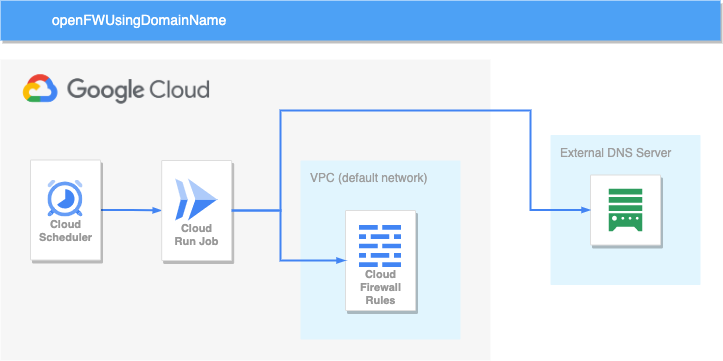 openFWUsingDomainName
Google Cloud
External DNS Server
VPC (default network)
Cloud
Scheduler
Cloud
Run Job
Cloud
Firewall
Rules